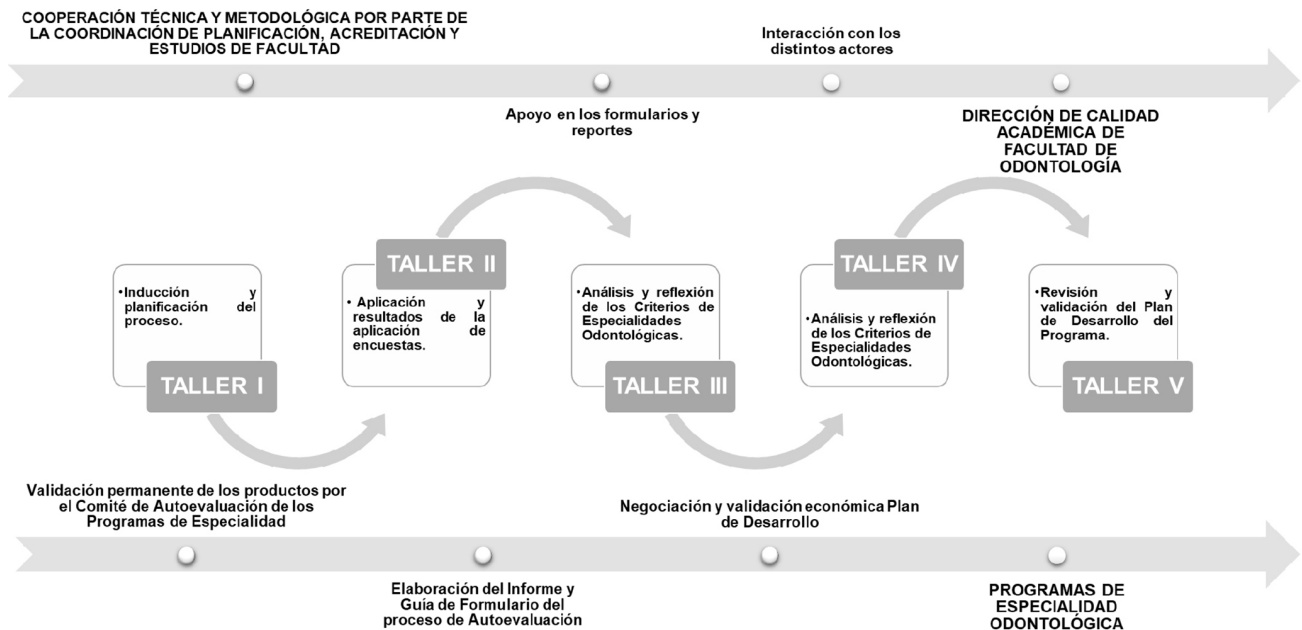 COOPERACIÓN TÉCNICA Y METODOLÓGICA POR PARTE DE
LA COORDINACIÓN DE PLANIFICACIÓN, ACREDITACIÓN Y
ESTUDIOS DE FACULTAD
Interacción con los
distintos actores
Apoyo en los formularios y
reportes
DIRECCIÓN DE CALIDAD
ACADÉMICA DE
FACULTAD DE
ODONTOLOGÍA
•Inducción y
planificación del
proceso.
TALLER I
TALLER II
• Aplicación y
resultados de la
aplicación de
encuestas.
•Análisis y reflexión
de los Criterios de
Especialidades
Odontológicas.
TALLER III
TALLER IV
•Análisis y reflexión
de los Criterios de
Especialidades
Odontológicas.
•Revisión y
validación del Plan
de Desarrollo del
Programa.
TALLER V
Validación permanente de los productos por
el Comité de Autoevaluación de los
Programas de Especialidad
Negociación y validación económica Plan
de Desarrollo
Elaboración del Informe y
Guía de Formulario del
proceso de Autoevaluación
PROGRAMAS DE
ESPECIALIDAD
ODONTOLÓGICA